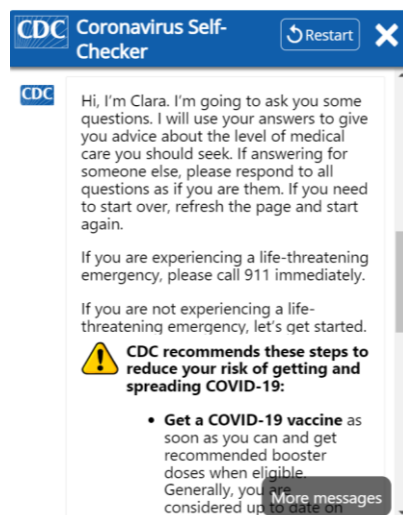 CDC Coronavirus Self-
Checker
Restart
CDC
Hi, I'm Clara. I'm going to ask you some
questions. I will use your answers to give
you advice about the level of medical
care you should seek. If answering for
someone else, please respond to all
questions as if you are them. If you need
to start over, refresh the page and start
again.
If you are experiencing a life-threatening
emergency, please call 911 immediately.
If you are not experiencing a life-
threatening emergency, let's get started.
CDC recommends these steps to
reduce your risk of getting and
spreading COVID-19:
• Get a COVID-19 vaccine as
soon as you can and get
recommended booster
doses when eligible.
Generally, you are
considered up to date on
More messages